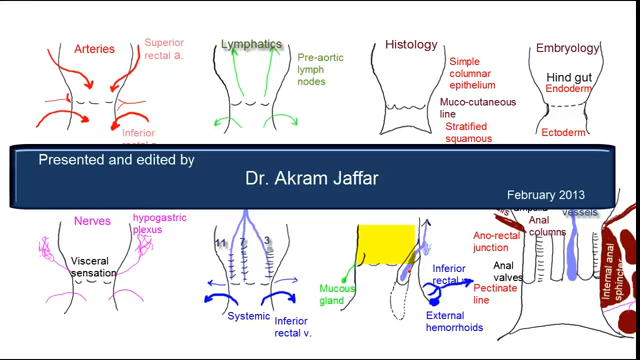 Arteries
Superior
rectal a.
Inferior
Lymphatics
Pre-aortic
lymph
nodes
Histology
Simple
columnar
epithelium
Muco-cutaneous
line
Stratified
squamous
Embryology
Hind gut
Endoderm
Ectoderm
Presented and edited by
Dr. Akram Jaffar
February 2013
Nerves
hypogastric
plexus
Visceral
sensation
11
7
3
Systemic
Inferior
rectal v.
Mucous
gland
Inferior
rectal
External
hemorrhoids
Anal
columns
vessels
Ano-rectal
junction
Anal
valves
Pectinate
line
Internal anal
sphincter